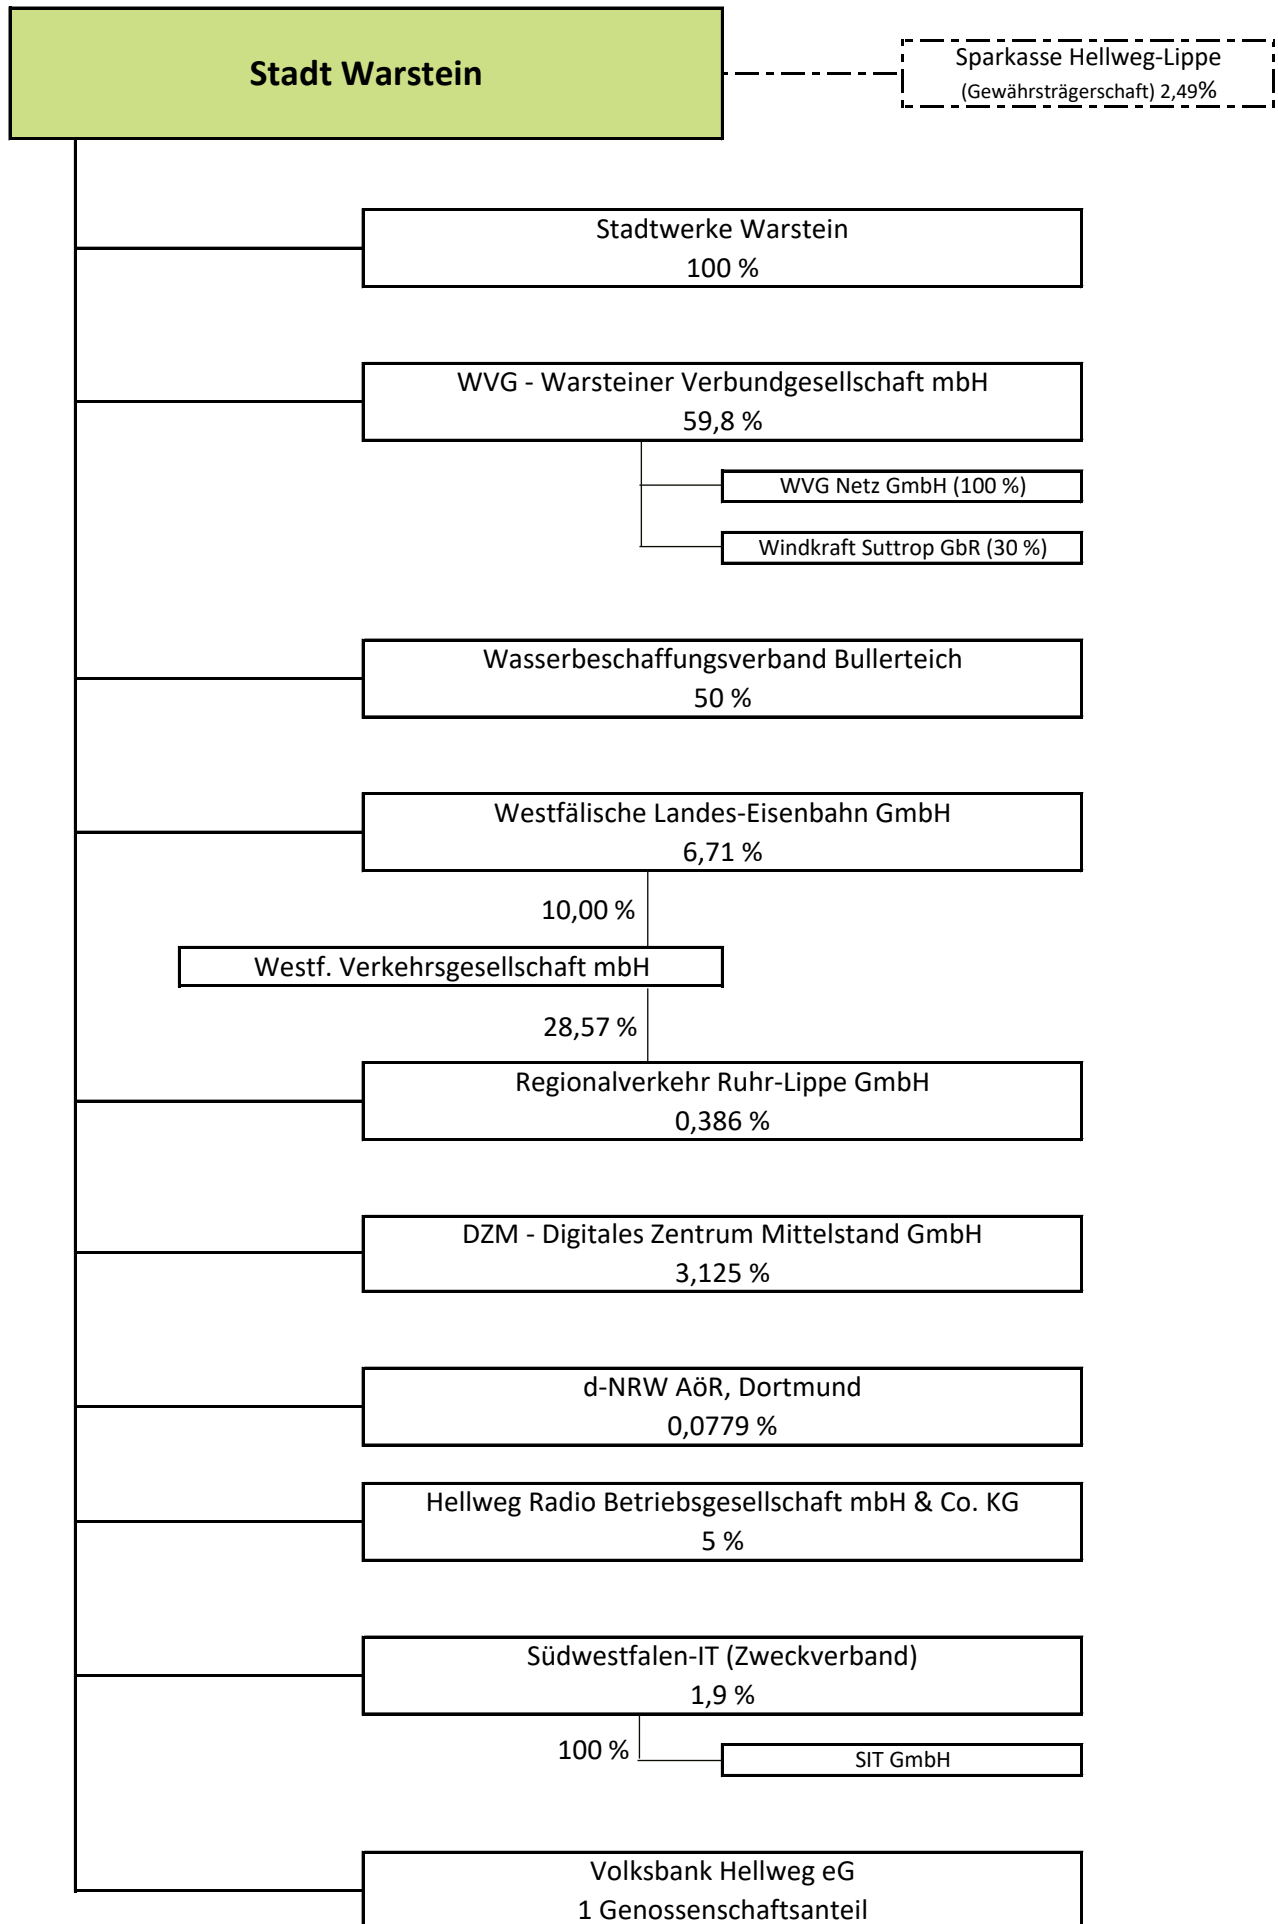 Stadt Warstein
Sparkasse Hellweg-Lippe
(Gewährsträgerschaft) 2,49%
Stadtwerke Warstein
100 %
WVG - Warsteiner Verbundgesellschaft mbH
59,8 %
WVG Netz GmbH (100 %)
Windkraft Suttrop GbR (30 %)
Wasserbeschaffungsverband Bullerteich
50 %
Westfälische Landes-Eisenbahn GmbH
6,71 %
10,00 %
Westf. Verkehrsgesellschaft mbH
28,57 %
Regionalverkehr Ruhr-Lippe GmbH
0,386 %
DZM - Digitales Zentrum Mittelstand GmbH
3,125 %
d-NRW AöR, Dortmund
0,0779 %
Hellweg Radio Betriebsgesellschaft mbH & Co. KG
5 %
Südwestfalen-IT (Zweckverband)
1,9 %
100 %
SIT GmbH
Volksbank Hellweg eG
1 Genossenschaftsanteil